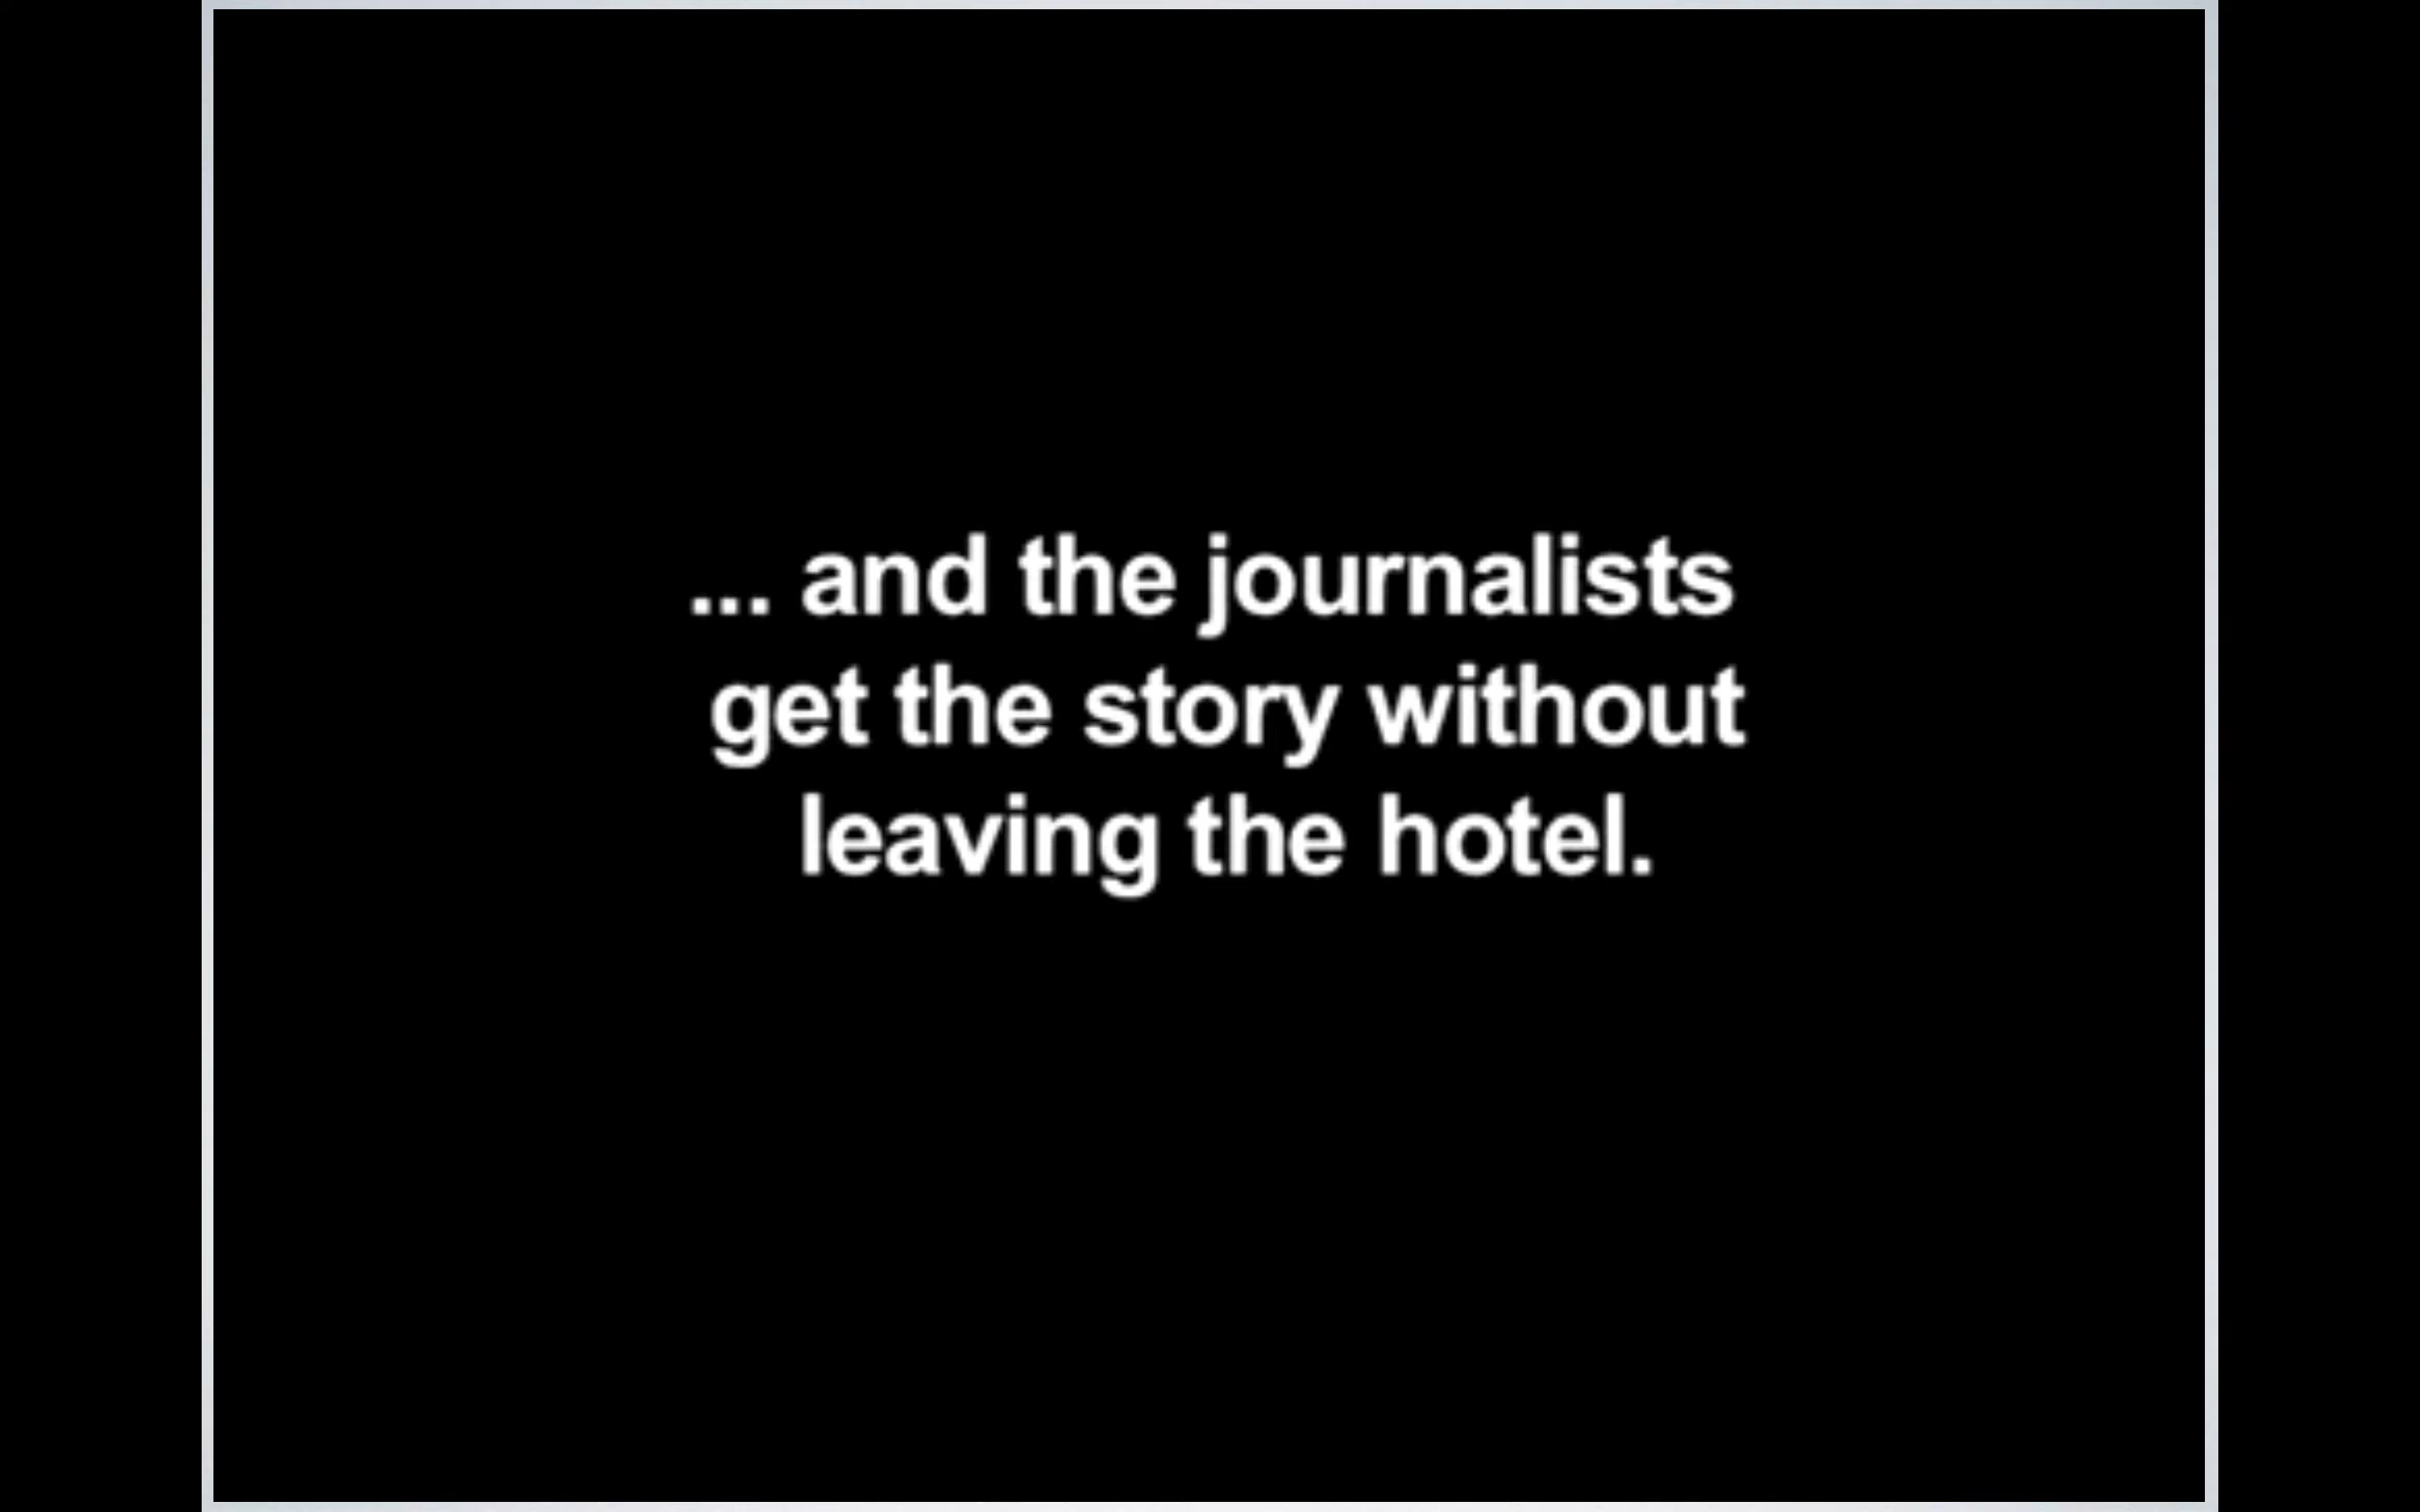 ... and the journalists
get the story without
leaving the hotel.